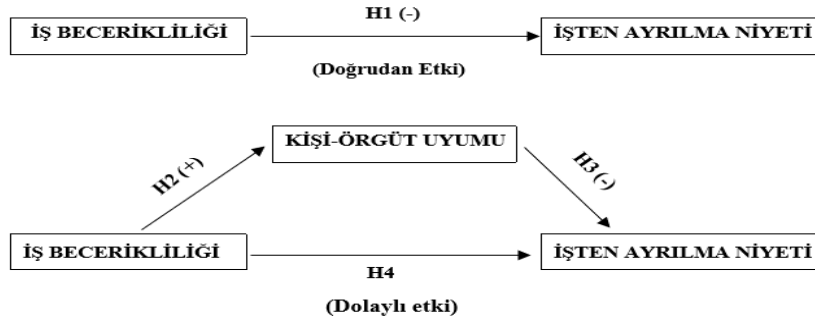 H1 (-)
İŞ BECERİKLİLİĞİ
İŞTEN AYRILMA NİYETİ
(Doğrudan Etki)
KİŞİ-ÖRGÜT UYUMU
H2 (+)
H3 (-)
İŞ BECERİKLİLİĞİ
İŞTEN AYRILMA NİYETİ
H4
(Dolaylı etki)